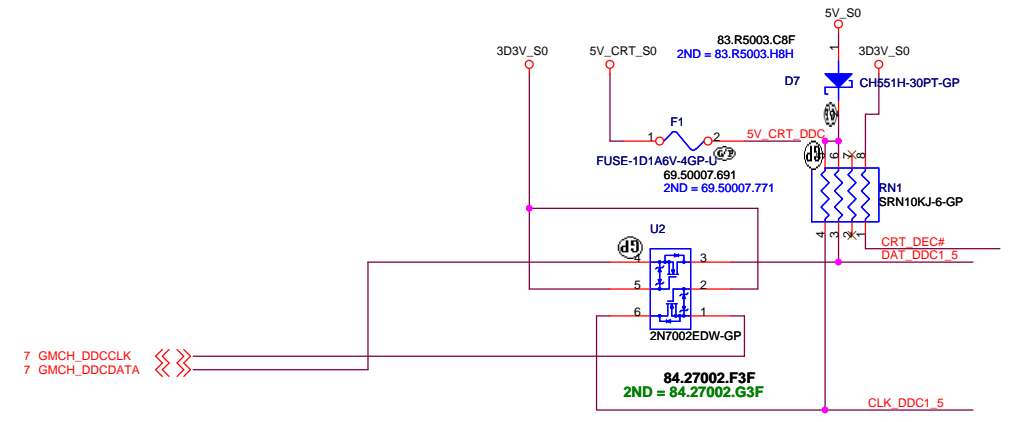 5V_S0
83.R5003.C8F
2ND = 83.R5003.H8H
3D3V_S0
5V_CRT_S0
3D3V_S0
1
D7
CH551H-30PT-GP
F1
1
2
5V_CRT_DDC
G/P
FUSE-1D1A6V-4GP-U
GP
6
7
8
69.50007.691
2ND = 69.50007.771
RN1
SRN10KJ-6-GP
U2
4
3
2
1
GP
CRT_DEC#
4
3
DAT_DDC1_5
5
2
6
1
2N7002EDW-GP
7 GMCH_DDCCLK
7 GMCH_DDCDATA
84.27002.F3F
2ND = 84.27002.G3F
CLK_DDC1_5